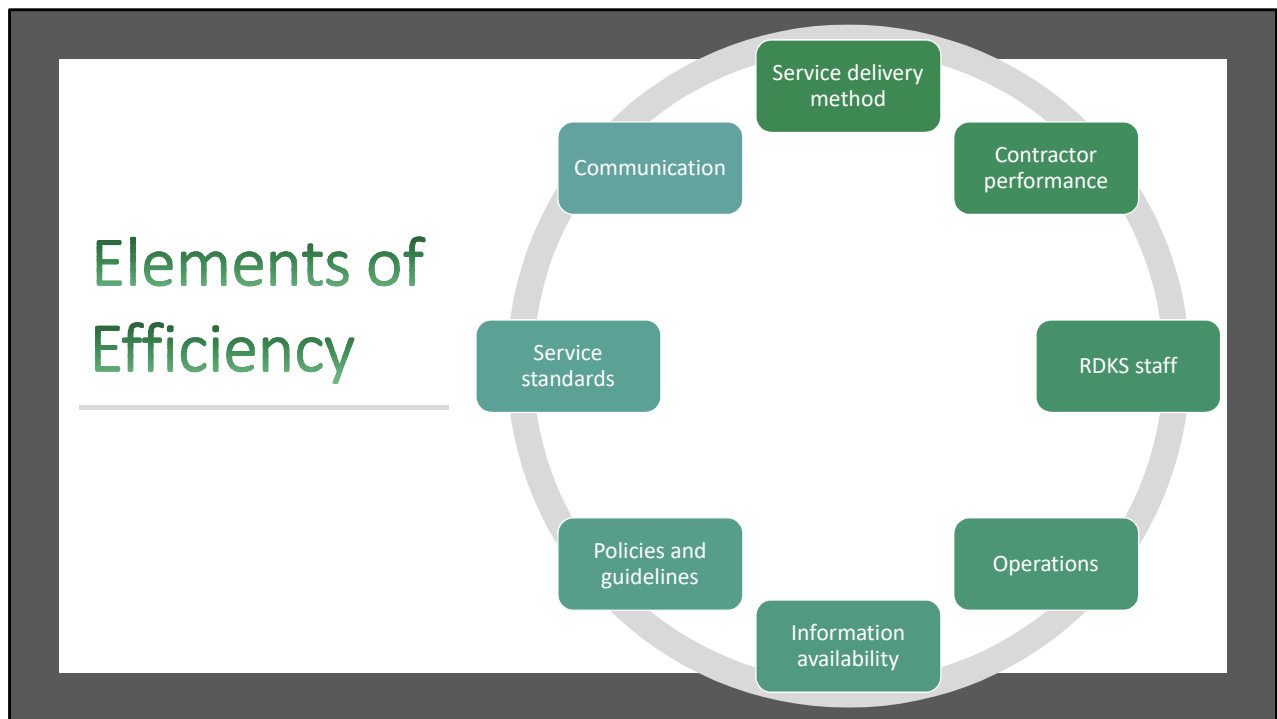 Elements of
Efficiency
Service delivery
method
Contractor
performance
RDKS staff
Operations
Information
availability
Policies and
guidelines
Service
standards
Communication